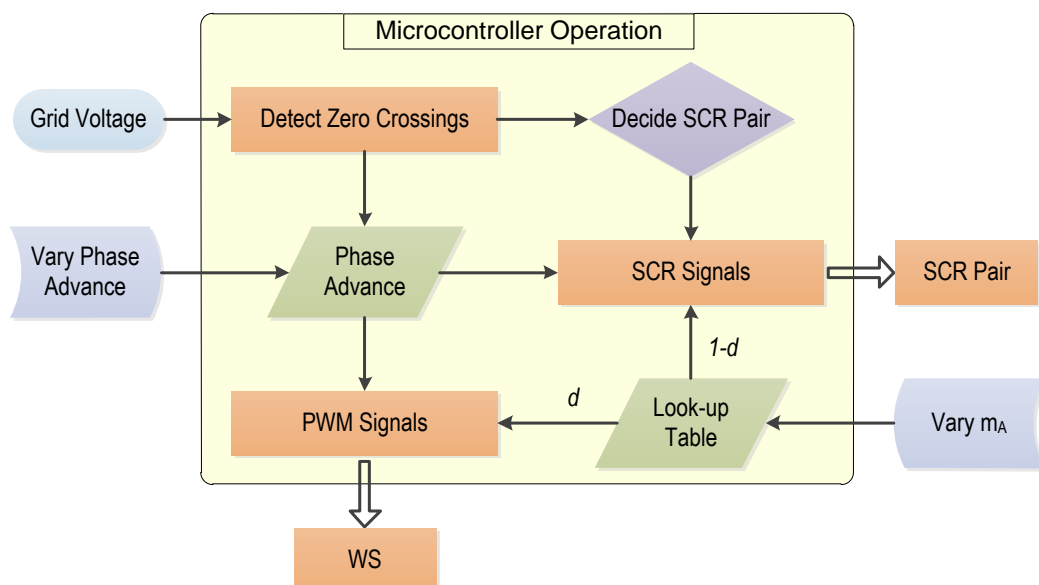 Microcontroller Operation
Grid Voltage
Detect Zero Crossings
Decide SCR Pair
Vary Phase
Advance
Phase
Advance
SCR Signals
SCR Pair
1-d
d
PWM Signals
Look-up
Table
Vary mA
WS